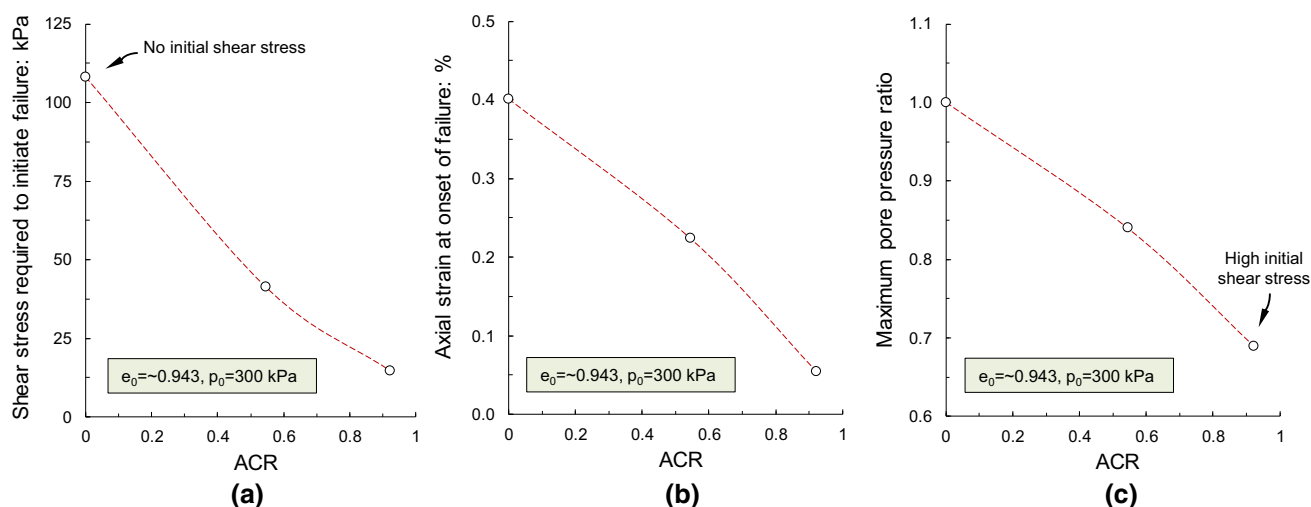 Shear stress required to initiate failure: kPa
125
100
75
50
25
0
No initial shear stress
e₀=~0.943, p₀=300 kPa
0 0.2 0.4 0.6 0.8 1
ACR
(a)
Axial strain at onset of failure: %
0.5
0.4
0.3
0.2
0.1
0.0
e₀=~0.943, p₀=300 kPa
0 0.2 0.4 0.6 0.8 1
ACR
(b)
Maximum pore pressure ratio
1.1
1.0
0.9
0.8
0.7
0.6
High initial
shear stress
e₀=~0.943, p₀=300 kPa
0 0.2 0.4 0.6 0.8 1
ACR
(c)